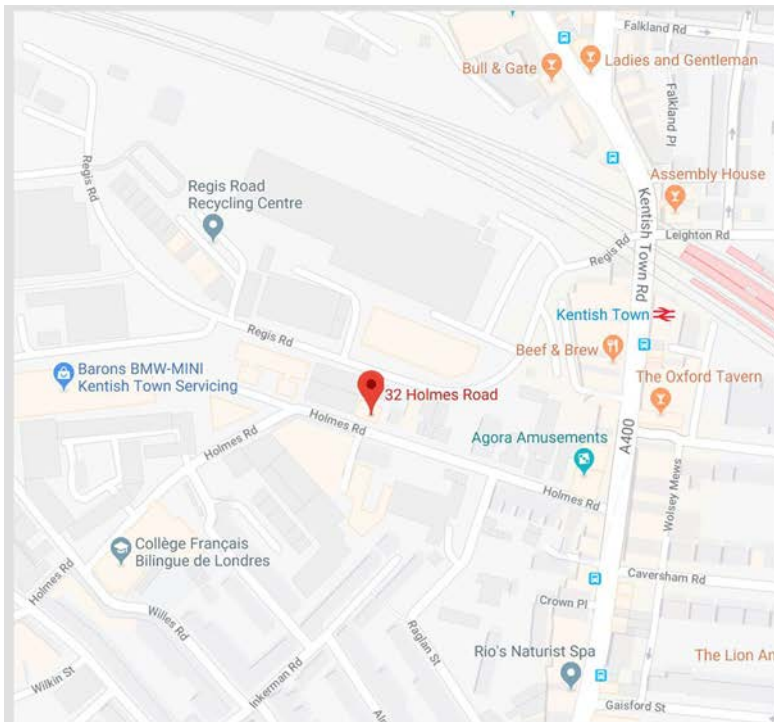 Falkland Rd
Ladies and Gentleman
Bull & Gate
Falkland Pl
Regis Rd
Assembly House
Regis Road
Recycling Centre
Kentish Town Rd
Leighton Rd
Regis Rd
Kentish Town
Regis Rd
Beef & Brew
Barons BMW-MINI
Kentish Town Servicing
The Oxford Tavern
32 Holmes Road
Holmes Rd
Holmes Rd
Agora Amusements
A400
Holmes Rd
Wolsey Mews
Collège Français
Bilingue de Londres
Holmes Rd
Caversham Rd
Crown Pl
Willes Rd
Raglan St
Rio's Naturist Spa
The Lion An
Inkerman Rd
Wilkin St
Gaisford St